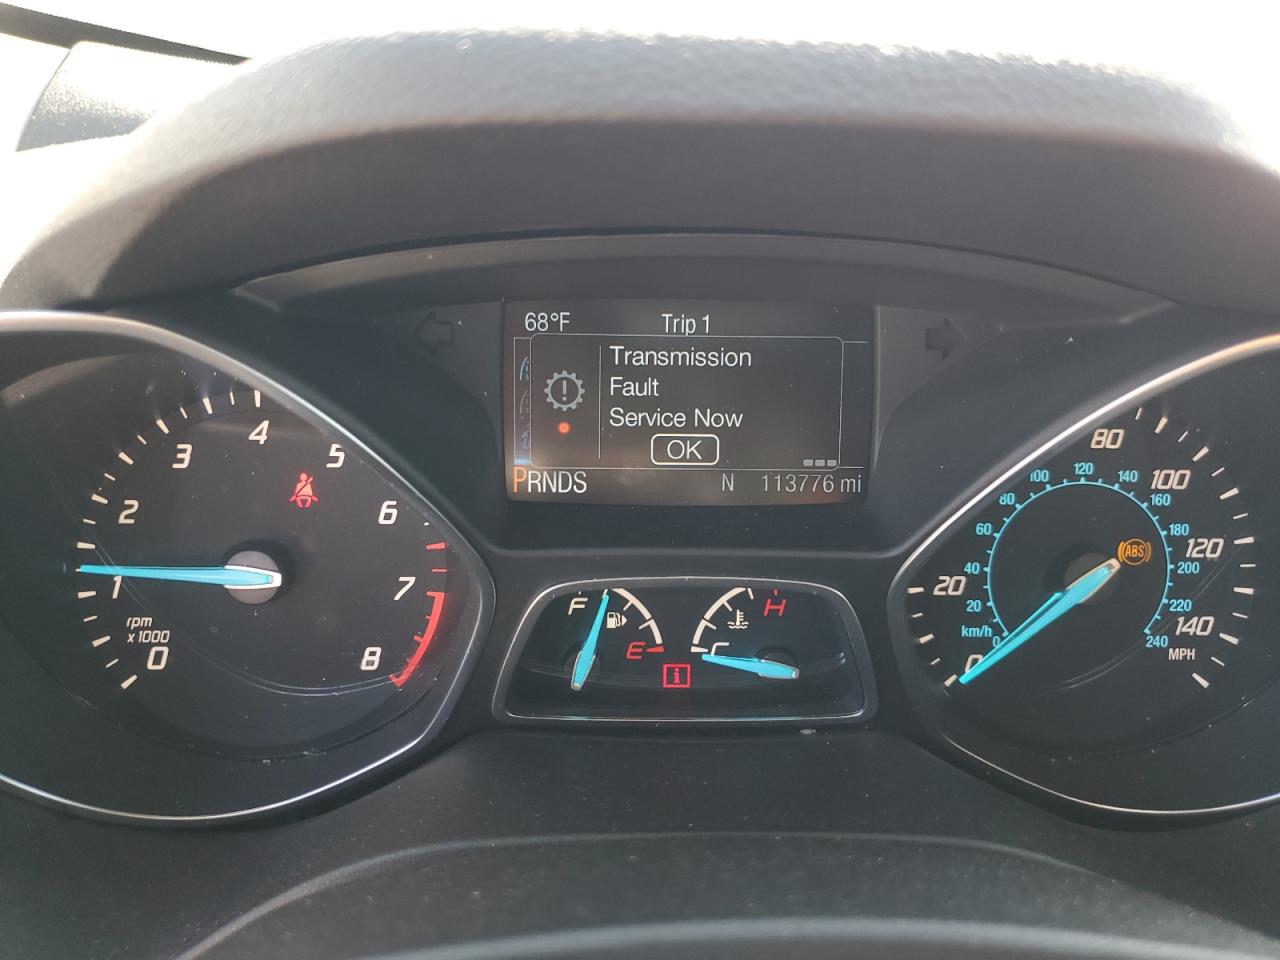 68°F Trip 1
Transmission
Fault
Service Now
OK
PRNDS N 113776 mi
0 1 2 3 4 5 6 7 8
rpm
x 1000
F E
C H
i
0 20 80 100 120 140
MPH
km/h
0 20 40 60 80 100 120 140 160 180 200 220 240
ABS